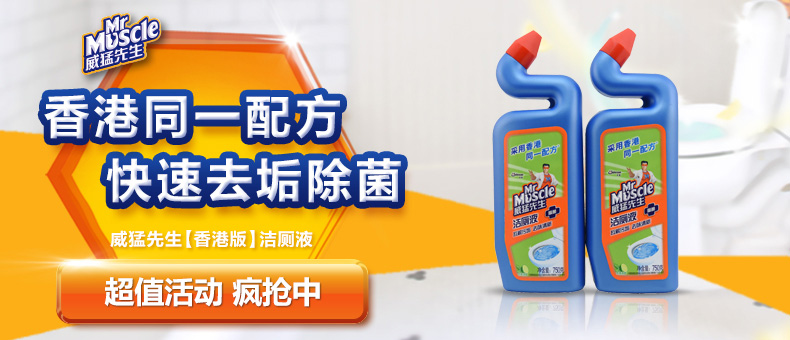 Mr
Muscle
威猛先生
香港同一配方
快速去垢除菌
威猛先生【香港版】洁厕液
超值活动 疯抢中
采用香港
同一配方
Mr
Muscle
威猛先生
洁厕液
采用香港
同一配方
Mr
Muscle
威猛先生
洁厕液